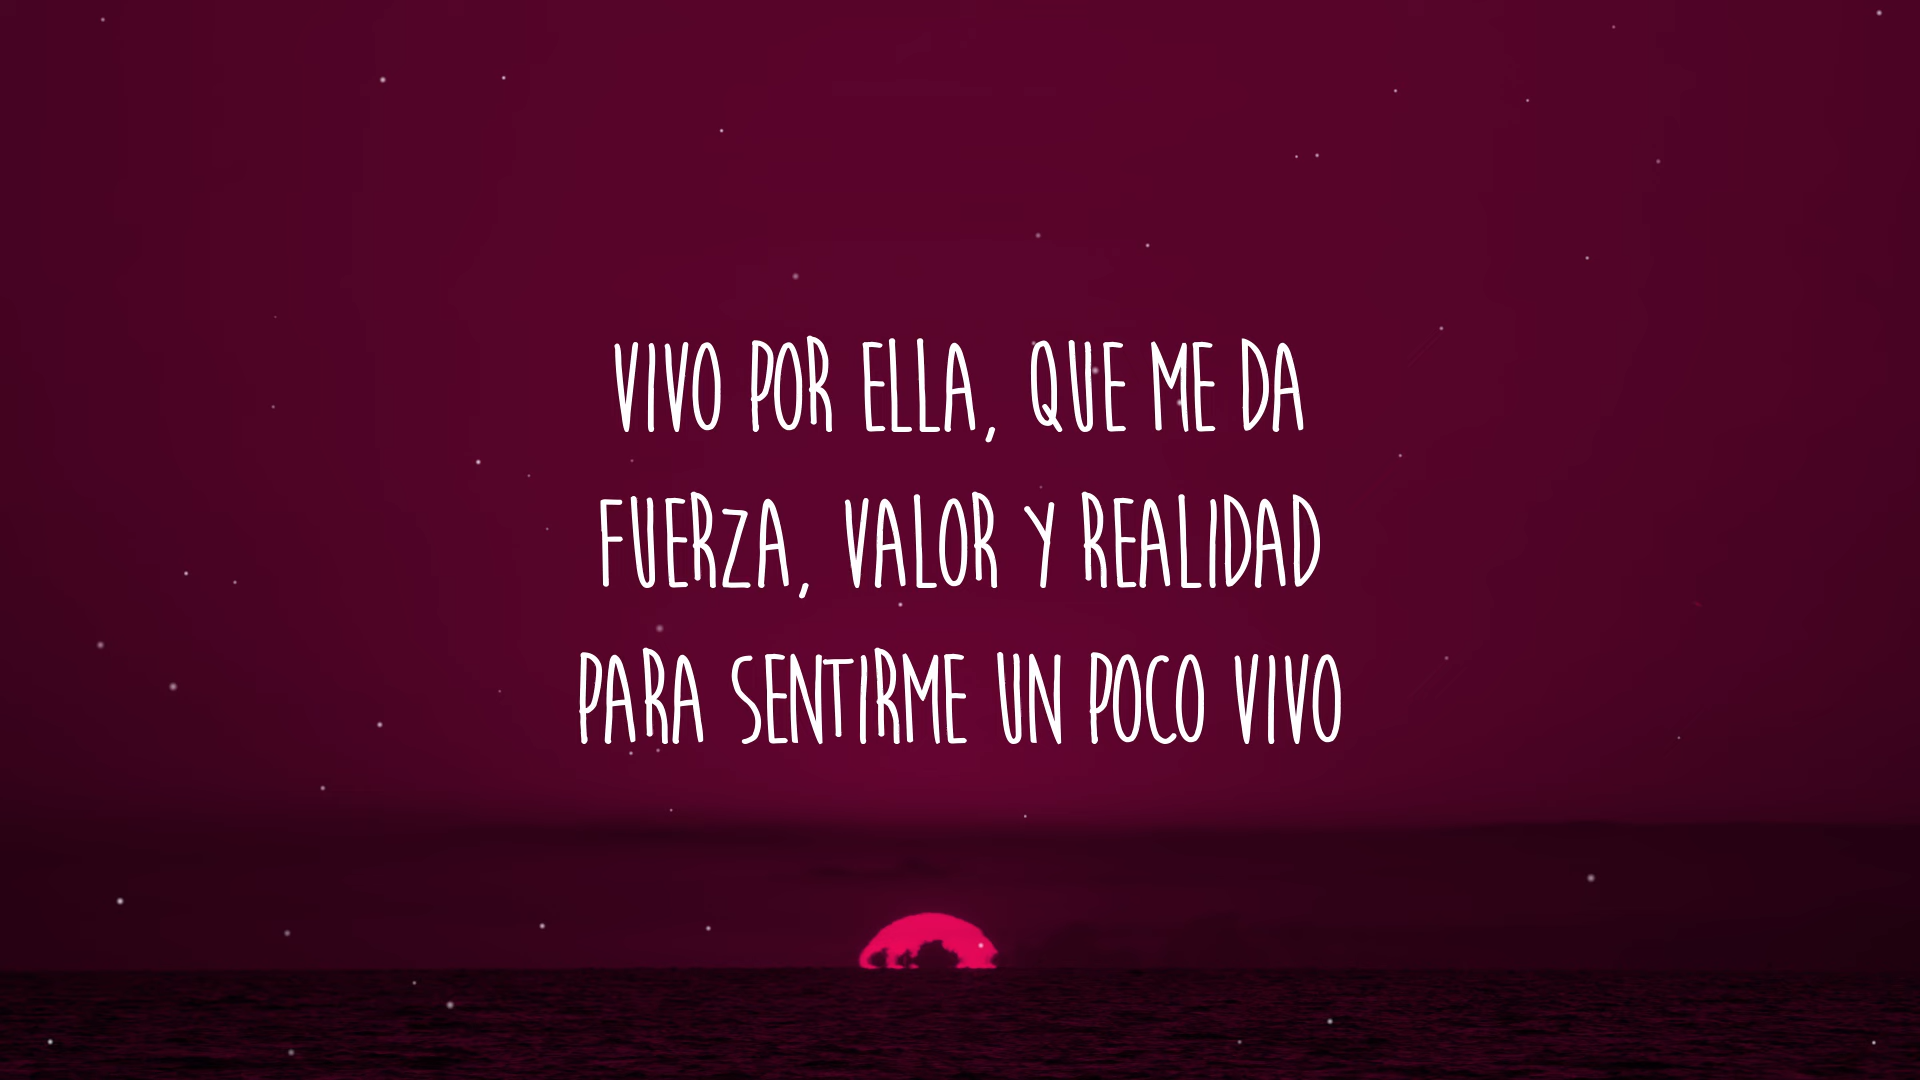 VIVO POR ELLA, QUE ME DA
FUERZA, VALOR Y REALIDAD
PARA SENTIRME UN POCO VIVO